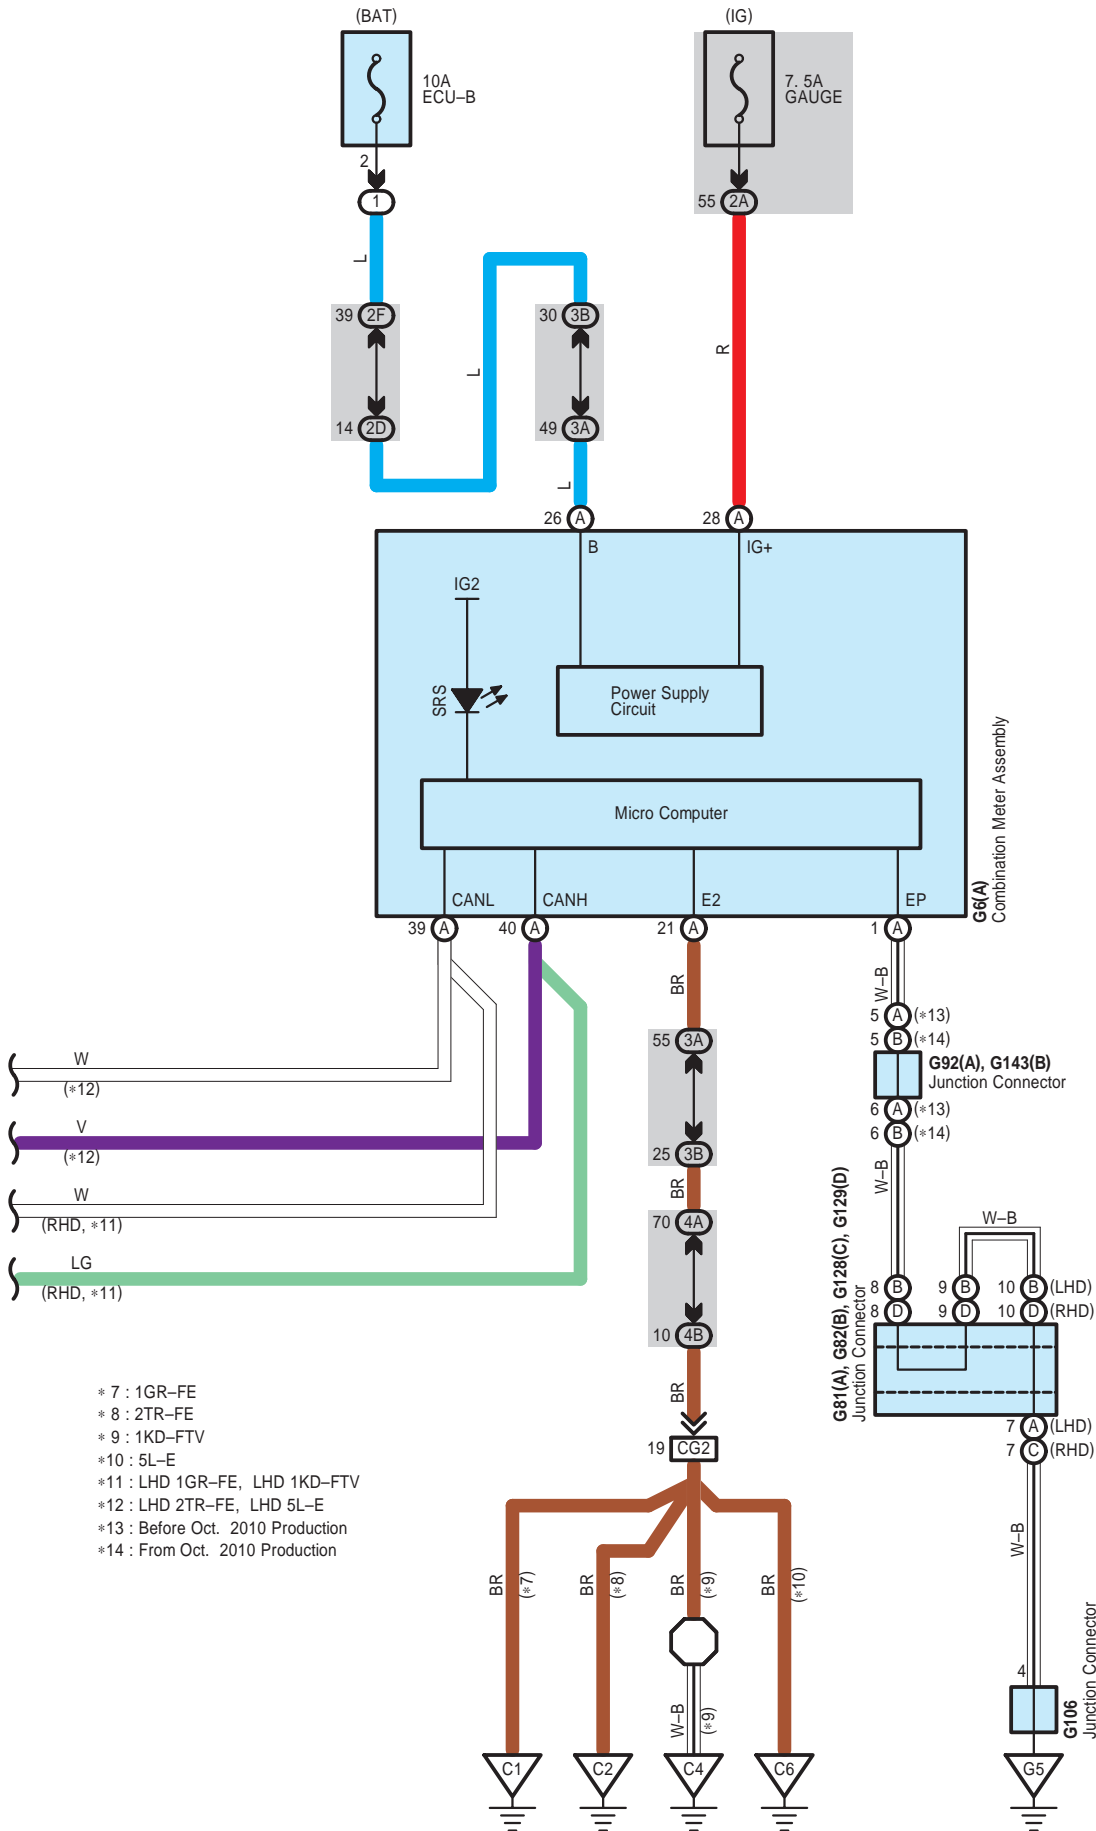 (BAT)
(IG)
10A
ECU–B
7. 5A
GAUGE
2
1
55 2A
L
39 2F
30 3B
L
R
14 2D
49 3A
L
26 A
28 A
B
IG+
IG2
SRS
Power Supply
Circuit
Micro Computer
G6(A)
Combination Meter Assembly
CANL
CANH
E2
EP
39 A
40 A
21 A
1 A
BR
W–B
5 A (*13)
5 B (*14)
55 3A
G92(A), G143(B)
Junction Connector
W
(*12)
6 A (*13)
6 B (*14)
V
(*12)
25 3B
BR
W–B
W
(RHD, *11)
70 4A
W–B
LG
(RHD, *11)
8 B 9 B 10 B (LHD)
8 D 9 D 10 D (RHD)
10 4B
G81(A), G82(B), G128(C), G129(D)
Junction Connector
BR
7 A (LHD)
7 C (RHD)
19 CG2
* 7 : 1GR–FE
* 8 : 2TR–FE
* 9 : 1KD–FTV
*10 : 5L–E
*11 : LHD 1GR–FE, LHD 1KD–FTV
*12 : LHD 2TR–FE, LHD 5L–E
*13 : Before Oct. 2010 Production
*14 : From Oct. 2010 Production
W–B
BR (*7)
BR (*8)
BR (*9)
BR (*10)
W–B (*9)
4
G106
Junction Connector
C1
C2
C4
C6
G5